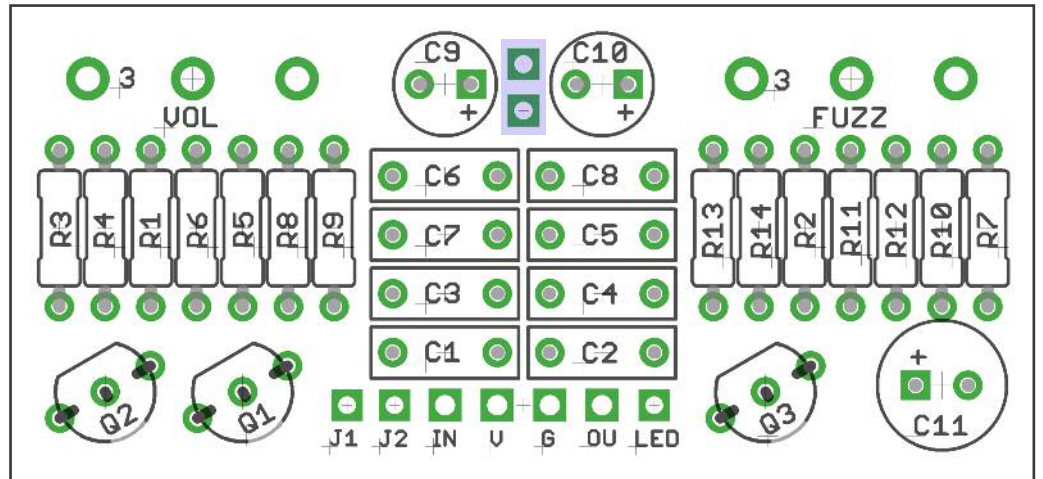 C9 C10
3 3
+ +
VOL FUZZ
C6 C8
R3 R4 R1 R6 R5 R8 R9 C7 C5 R13 R14 R2 R11 R12 R10 R7
C3 C4
C1 C2
+
Q2 Q1 Q3 C11
J1 J2 IN V G OU LED